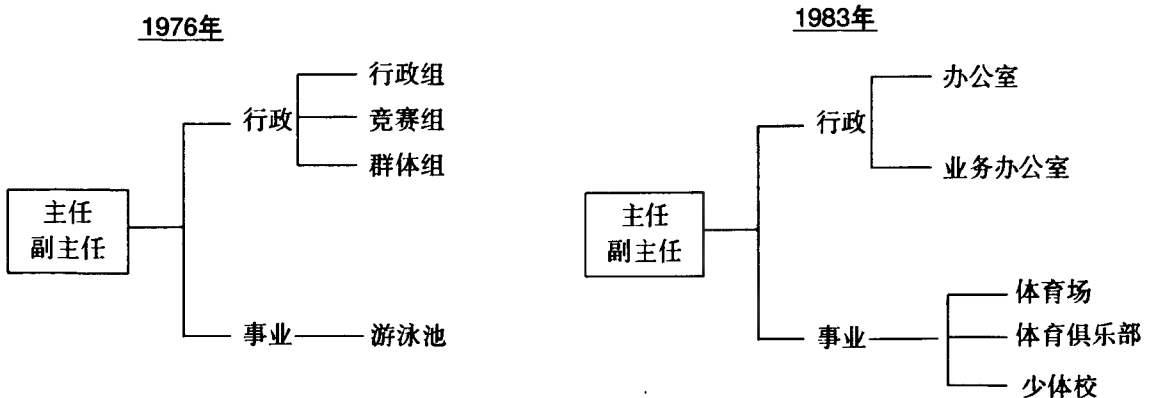 1976年
行政组
行政
竞赛组
群体组
主任
副主任
事业
游泳池
1983年
办公室
行政
业务办公室
主任
副主任
体育场
事业
体育俱乐部
少体校